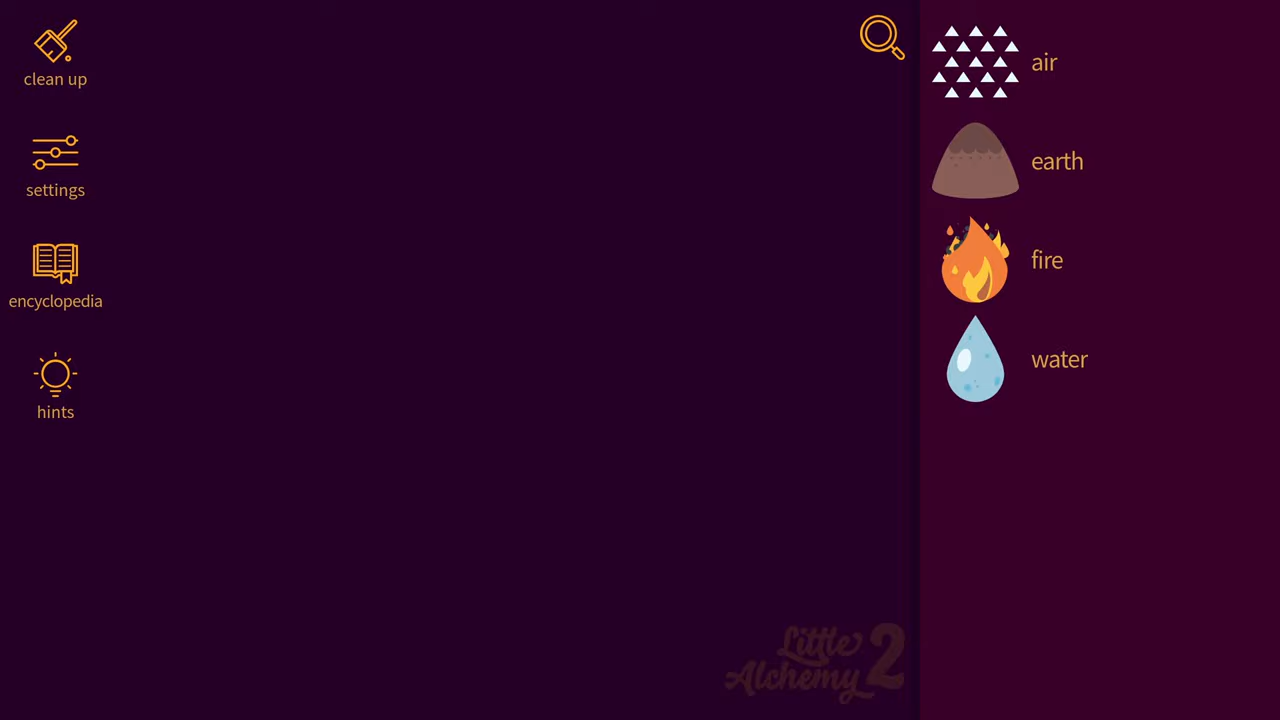 clean up
settings
encyclopedia
hints
air
earth
fire
water
Little
Alchemy 2